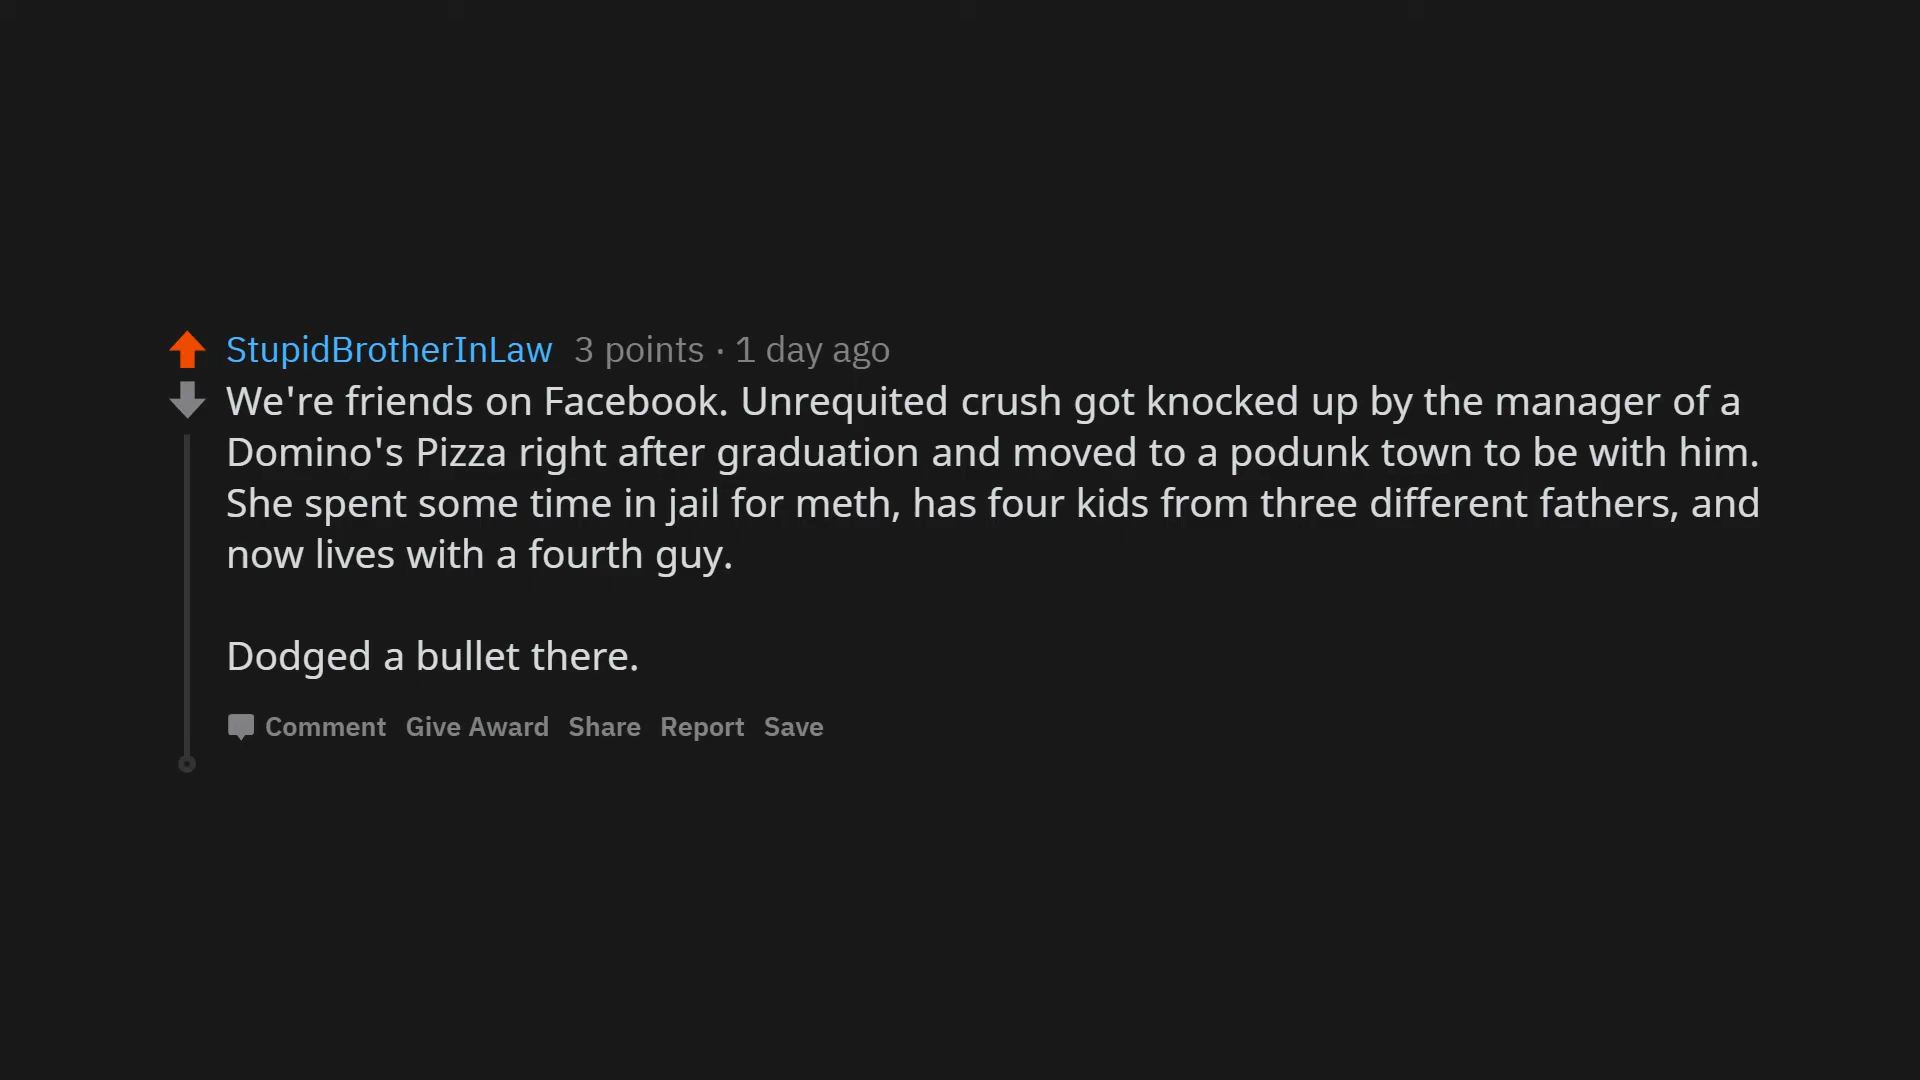 StupidBrotherInLaw 3 points · 1 day ago
We're friends on Facebook. Unrequited crush got knocked up by the manager of a
Domino's Pizza right after graduation and moved to a podunk town to be with him.
She spent some time in jail for meth, has four kids from three different fathers, and
now lives with a fourth guy.
Dodged a bullet there.
Comment Give Award Share Report Save